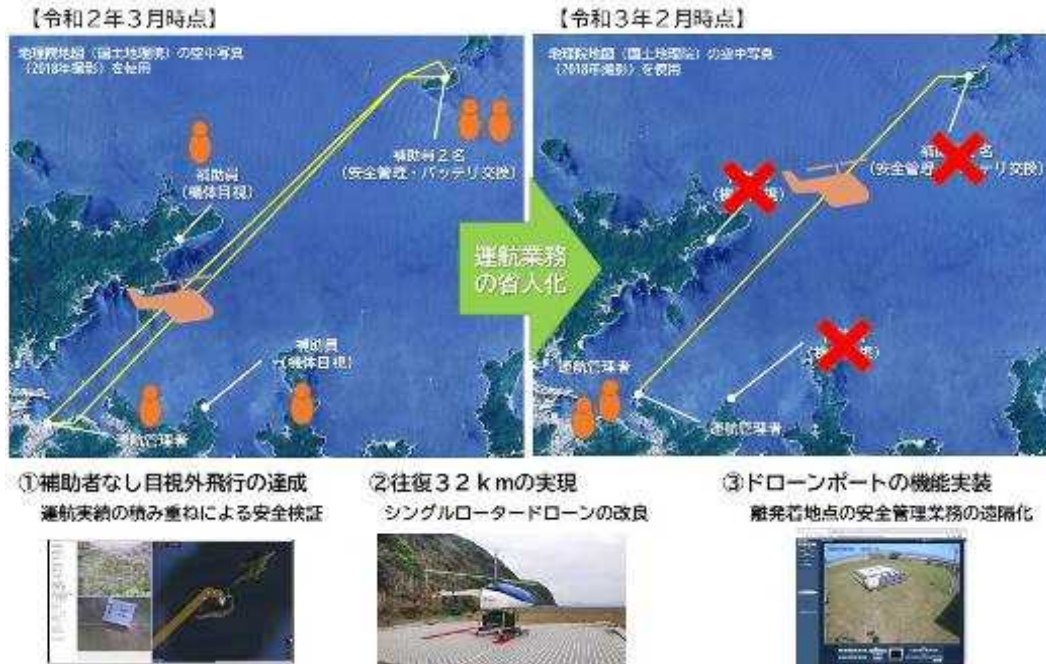 【令和２年３月時点】
地理院地図（国土地理院）の空中写真
（2018年撮影）を使用
補助員
（機体目視）
補助員２名
（安全管理・バッテリ交換）
補助員
（機体目視）
運航管理者
運航業務
の省人化
【令和３年２月時点】
地理院地図（国土地理院）の空中写真
（2018年撮影）を使用
名
（安全管理 テリ交換）
運航管理者
運航管理者
①補助者なし目視外飛行の達成
運航実績の積み重ねによる安全検証
②往復３２ｋｍの実現
シングルロータードローンの改良
③ドローンポートの機能実装
離発着地点の安全管理業務の遠隔化